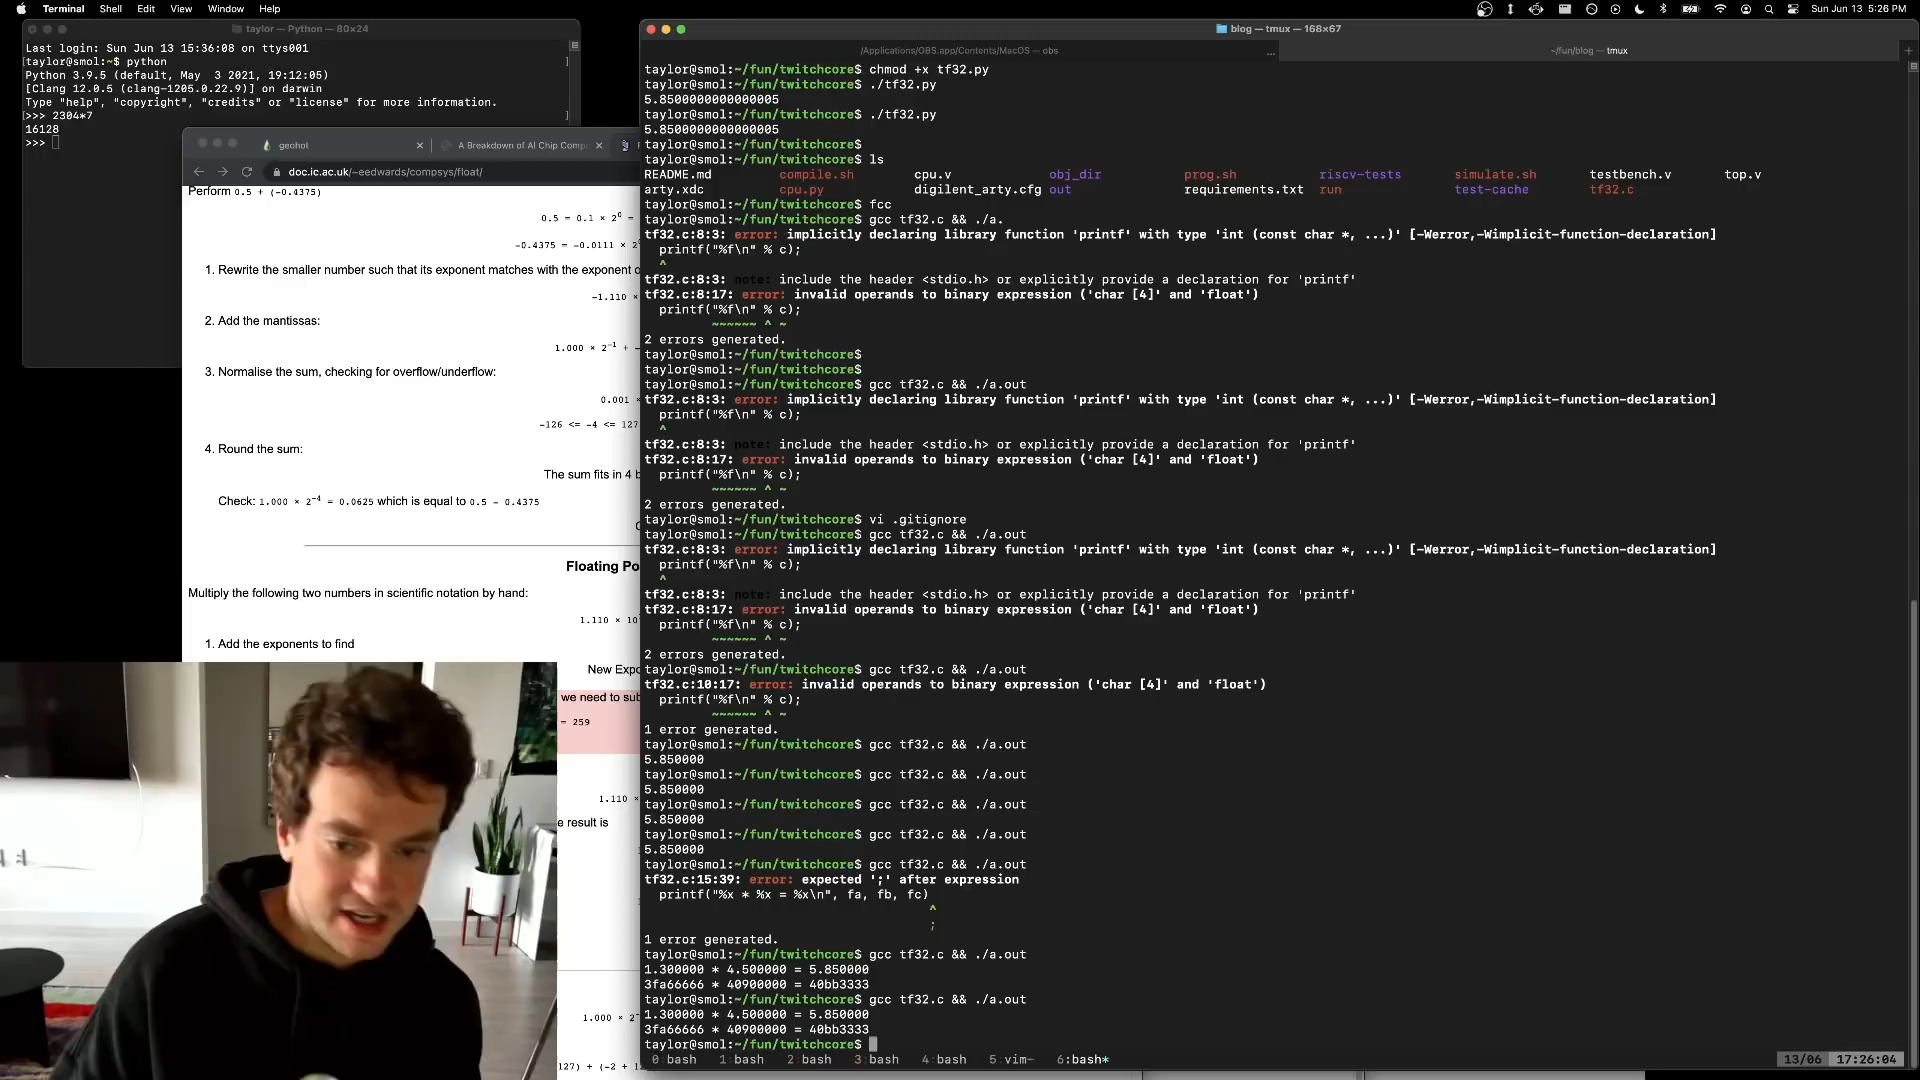 Terminal Shell Edit View Window Help
Sun Jun 13 5:26 PM
taylor — Python — 80×24
Last login: Sun Jun 13 15:36:08 on ttys001
[taylor@smol:~$ python ]
Python 3.9.5 (default, May  3 2021, 19:12:05)
[Clang 12.0.5 (clang-1205.0.22.9)] on darwin
Type "help", "copyright", "credits" or "license" for more information.
[>>> 2304*7 ]
16128
>>>
geohot
A Breakdown of AI Chip Comp
doc.ic.ac.uk/~eedwards/compsys/float/
Perform 0.5 + (-0.4375)
0.5 = 0.1 × 2⁰ =
-0.4375 = -0.0111 × 2
1. Rewrite the smaller number such that its exponent matches with the exponent o
-1.110 ×
2. Add the mantissas:
1.000 × 2⁻¹ + -
3. Normalise the sum, checking for overflow/underflow:
0.001 ×
-126 <= -4 <= 127
4. Round the sum:
The sum fits in 4 b
Check: 1.000 × 2⁻⁴ = 0.0625 which is equal to 0.5 - 0.4375
Floating Po
Multiply the following two numbers in scientific notation by hand:
1.110 × 10
1. Add the exponents to find
New Expo
we need to sub
= 259
1.110 ×
e result is
1.000 × 2⁻
127) + (-2 + 12
blog — tmux — 168×67
/Applications/OBS.app/Contents/MacOS — obs ...
~/fun/blog — tmux
taylor@smol:~/fun/twitchcore$ chmod +x tf32.py
taylor@smol:~/fun/twitchcore$ ./tf32.py
5.8500000000000005
taylor@smol:~/fun/twitchcore$ ./tf32.py
5.8500000000000005
taylor@smol:~/fun/twitchcore$
taylor@smol:~/fun/twitchcore$ ls
README.md compile.sh cpu.v obj_dir prog.sh riscv-tests simulate.sh testbench.v top.v
arty.xdc cpu.py digilent_arty.cfg out requirements.txt run test-cache tf32.c
taylor@smol:~/fun/twitchcore$ fcc
taylor@smol:~/fun/twitchcore$ gcc tf32.c && ./a.
tf32.c:8:3: error: implicitly declaring library function 'printf' with type 'int (const char *, ...)' [-Werror,-Wimplicit-function-declaration]
printf("%f\n" % c);
^
tf32.c:8:3: note: include the header <stdio.h> or explicitly provide a declaration for 'printf'
tf32.c:8:17: error: invalid operands to binary expression ('char [4]' and 'float')
printf("%f\n" % c);
~~~~~~ ^ ~
2 errors generated.
taylor@smol:~/fun/twitchcore$
taylor@smol:~/fun/twitchcore$
taylor@smol:~/fun/twitchcore$ gcc tf32.c && ./a.out
tf32.c:8:3: error: implicitly declaring library function 'printf' with type 'int (const char *, ...)' [-Werror,-Wimplicit-function-declaration]
printf("%f\n" % c);
^
tf32.c:8:3: note: include the header <stdio.h> or explicitly provide a declaration for 'printf'
tf32.c:8:17: error: invalid operands to binary expression ('char [4]' and 'float')
printf("%f\n" % c);
~~~~~~ ^ ~
2 errors generated.
taylor@smol:~/fun/twitchcore$ vi .gitignore
taylor@smol:~/fun/twitchcore$ gcc tf32.c && ./a.out
tf32.c:8:3: error: implicitly declaring library function 'printf' with type 'int (const char *, ...)' [-Werror,-Wimplicit-function-declaration]
printf("%f\n" % c);
^
tf32.c:8:3: note: include the header <stdio.h> or explicitly provide a declaration for 'printf'
tf32.c:8:17: error: invalid operands to binary expression ('char [4]' and 'float')
printf("%f\n" % c);
~~~~~~ ^ ~
2 errors generated.
taylor@smol:~/fun/twitchcore$ gcc tf32.c && ./a.out
tf32.c:10:17: error: invalid operands to binary expression ('char [4]' and 'float')
printf("%f\n" % c);
~~~~~~ ^ ~
1 error generated.
taylor@smol:~/fun/twitchcore$ gcc tf32.c && ./a.out
5.850000
taylor@smol:~/fun/twitchcore$ gcc tf32.c && ./a.out
5.850000
taylor@smol:~/fun/twitchcore$ gcc tf32.c && ./a.out
5.850000
taylor@smol:~/fun/twitchcore$ gcc tf32.c && ./a.out
5.850000
taylor@smol:~/fun/twitchcore$ gcc tf32.c && ./a.out
tf32.c:15:39: error: expected ';' after expression
printf("%x * %x = %x\n", fa, fb, fc)
^
;
1 error generated.
taylor@smol:~/fun/twitchcore$ gcc tf32.c && ./a.out
1.300000 * 4.500000 = 5.850000
3fa66666 * 40900000 = 40bb3333
taylor@smol:~/fun/twitchcore$ gcc tf32.c && ./a.out
1.300000 * 4.500000 = 5.850000
3fa66666 * 40900000 = 40bb3333
taylor@smol:~/fun/twitchcore$
0:bash 1:bash 2:bash 3:bash 4:bash 5:vim- 6:bash*
13/06 17:26:04